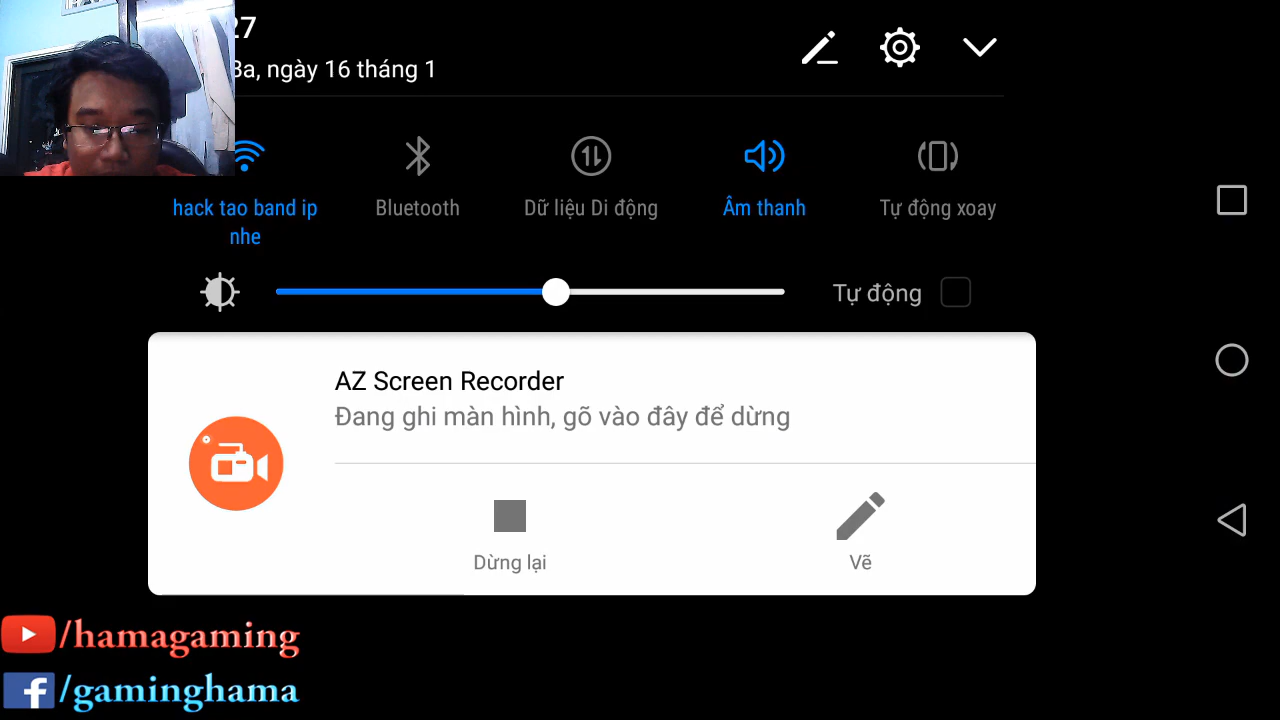 27
Ba, ngày 16 tháng 1
hack tao band ip
nhe
Bluetooth
Dữ liệu Di động
Âm thanh
Tự động xoay
Tự động
AZ Screen Recorder
Đang ghi màn hình, gõ vào đây để dừng
Dừng lại
Vẽ
/hamagaming
/gaminghama